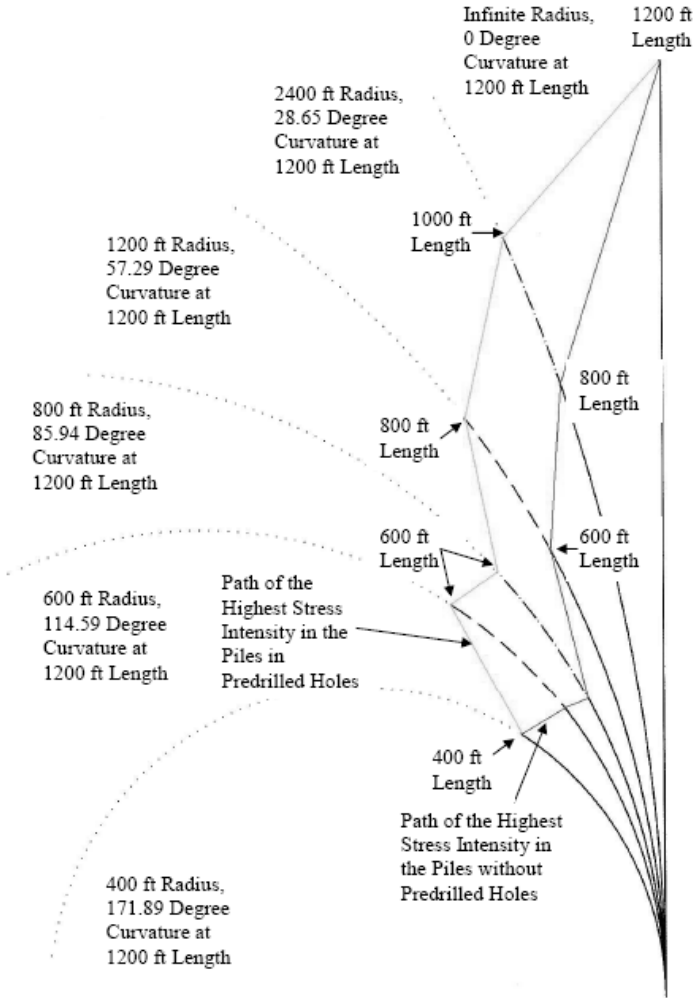 Infinite Radius,
0 Degree
Curvature at
1200 ft Length
1200 ft
Length
2400 ft Radius,
28.65 Degree
Curvature at
1200 ft Length
1000 ft
Length
1200 ft Radius,
57.29 Degree
Curvature at
1200 ft Length
800 ft
Length
800 ft Radius,
85.94 Degree
Curvature at
1200 ft Length
800 ft
Length
600 ft
Length
600 ft
Length
600 ft Radius,
114.59 Degree
Curvature at
1200 ft Length
Path of the
Highest Stress
Intensity in the
Piles in
Predrilled Holes
400 ft
Length
Path of the Highest
Stress Intensity in
the Piles without
Predrilled Holes
400 ft Radius,
171.89 Degree
Curvature at
1200 ft Length